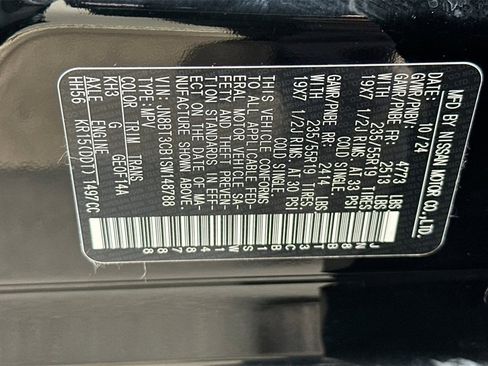 MFD BY NISSAN MOTOR CO.,LTD.
10/24
GVWR/PNBV: 4773 LBS
GAWR/PNBE FR: 2513 LBS
WITH 235/55R19 TIRES
19X7 1/2J RIMS AT 33 PSI
COLD SINGLE
GAWR/PNBE RR: 2414 LBS
WITH 235/55R19 TIRES
19X7 1/2J RIMS AT 30 PSI
COLD SINGLE
THIS VEHICLE CONFORMS
TO ALL APPLICABLE FED-
ERAL MOTOR VEHICLE SA-
FETY AND THEFT PREVEN-
TION STANDARDS IN EFF-
ECT ON THE DATE OF MA-
NUFACTURE SHOWN ABOVE.
JN8BT3CB1SW148788
TYPE: MPV
COLOR TRIM TRANS
KH3 G GE0F14A
AXLE ENGINE
HH56 KR15(DDT) 1497CC
JN8BT3CB1SW148788